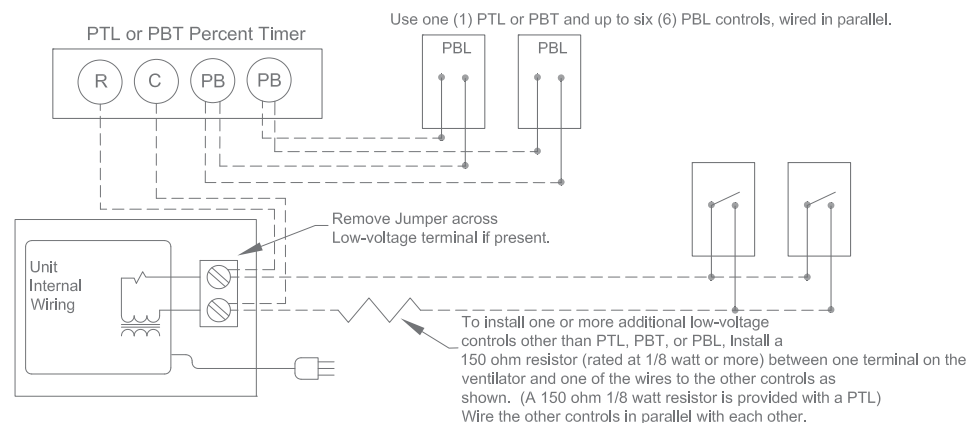 Use one (1) PTL or PBT and up to six (6) PBL controls, wired in parallel.
PTL or PBT Percent Timer
PBL
PBL
R
C
PB
PB
Remove Jumper across
Low-voltage terminal if present.
Unit
Internal
Wiring
To install one or more additional low-voltage
controls other than PTL, PBT, or PBL, Install a
150 ohm resistor (rated at 1/8 watt or more) between one terminal on the
ventilator and one of the wires to the other controls as
shown. (A 150 ohm 1/8 watt resistor is provided with a PTL)
Wire the other controls in parallel with each other.